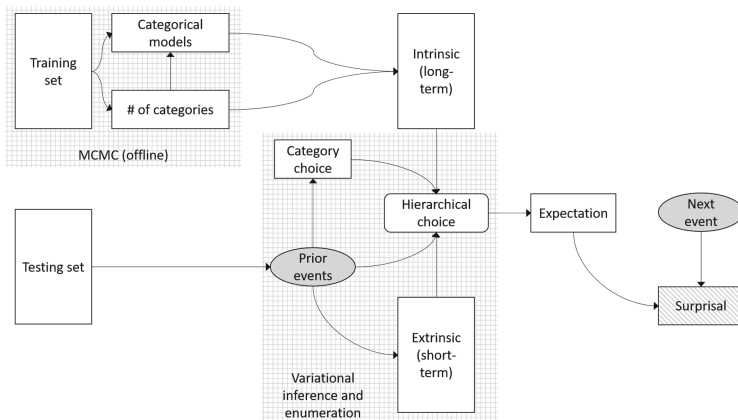 Categorical
models
Training
set
# of categories
MCMC (offline)
Intrinsic
(long-
term)
Category
choice
Hierarchical
choice
Expectation
Next
event
Testing set
Prior
events
Surprisal
Extrinsic
(short-
term)
Variational
inference and
enumeration